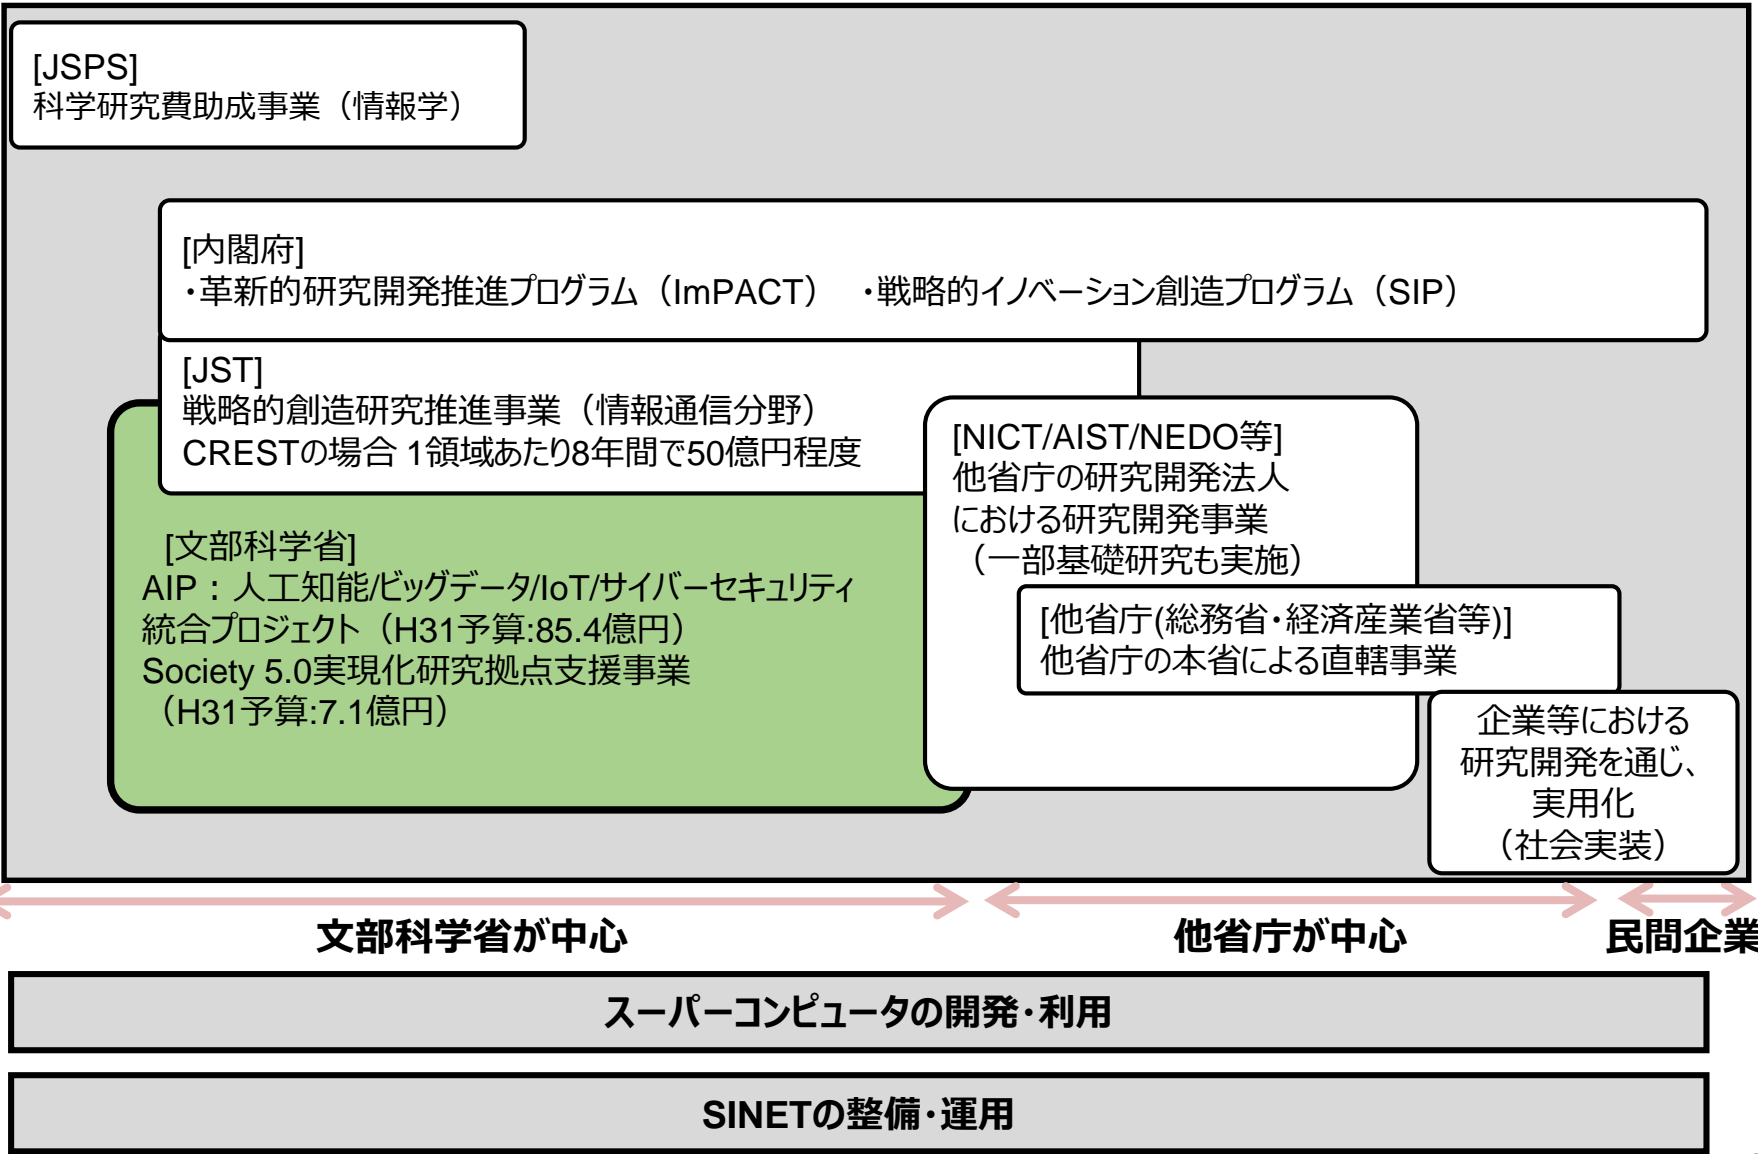 [JSPS]
科学研究費助成事業（情報学）
[内閣府]
・革新的研究開発推進プログラム（ImPACT）　・戦略的イノベーション創造プログラム（SIP）
[JST]
戦略的創造研究推進事業（情報通信分野）
CRESTの場合 1領域あたり8年間で50億円程度
[文部科学省]
AIP：人工知能/ビッグデータ/IoT/サイバーセキュリティ
統合プロジェクト（H31予算:85.4億円）
Society 5.0実現化研究拠点支援事業
（H31予算:7.1億円）
[NICT/AIST/NEDO等]
他省庁の研究開発法人
における研究開発事業
（一部基礎研究も実施）
[他省庁(総務省・経済産業省等)]
他省庁の本省による直轄事業
企業等における
研究開発を通じ、
実用化
（社会実装）
文部科学省が中心
他省庁が中心
民間企業
スーパーコンピュータの開発・利用
SINETの整備・運用